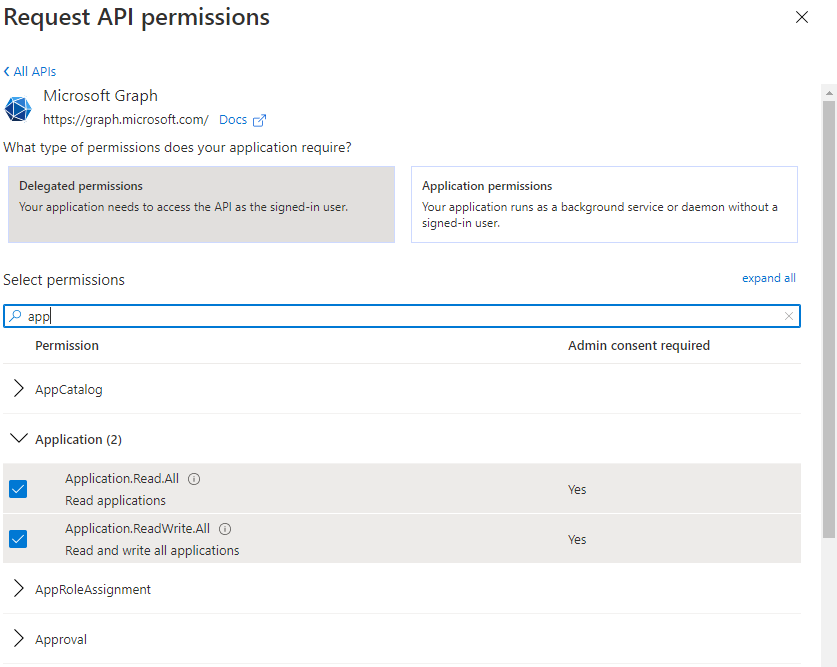 Request API permissions
All APIs
Microsoft Graph
https://graph.microsoft.com/ Docs
What type of permissions does your application require?
Delegated permissions
Your application needs to access the API as the signed-in user.
Application permissions
Your application runs as a background service or daemon without a
signed-in user.
Select permissions
expand all
app
Permission Admin consent required
AppCatalog
Application (2)
Application.Read.All
Read applications
Yes
Application.ReadWrite.All
Read and write all applications
Yes
AppRoleAssignment
Approval